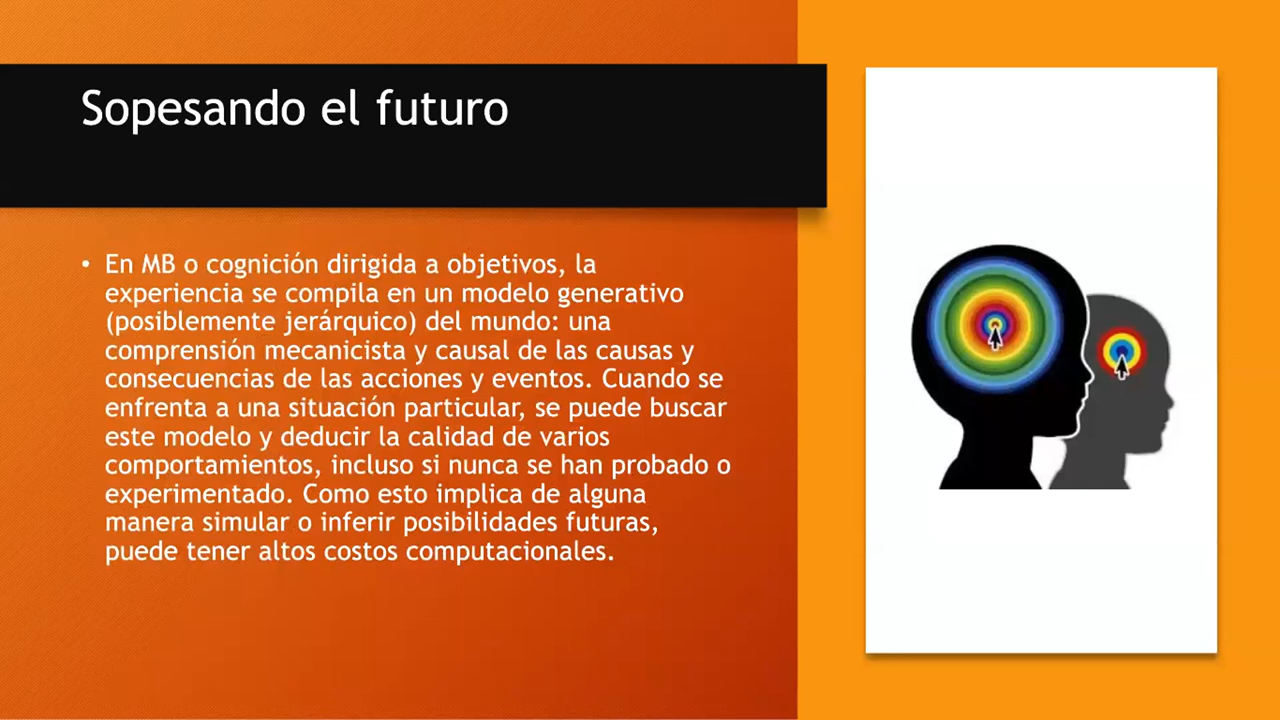 Sopesando el futuro
• En MB o cognición dirigida a objetivos, la
experiencia se compila en un modelo generativo
(posiblemente jerárquico) del mundo: una
comprensión mecanicista y causal de las causas y
consecuencias de las acciones y eventos. Cuando se
enfrenta a una situación particular, se puede buscar
este modelo y deducir la calidad de varios
comportamientos, incluso si nunca se han probado o
experimentado. Como esto implica de alguna
manera simular o inferir posibilidades futuras,
puede tener altos costos computacionales.